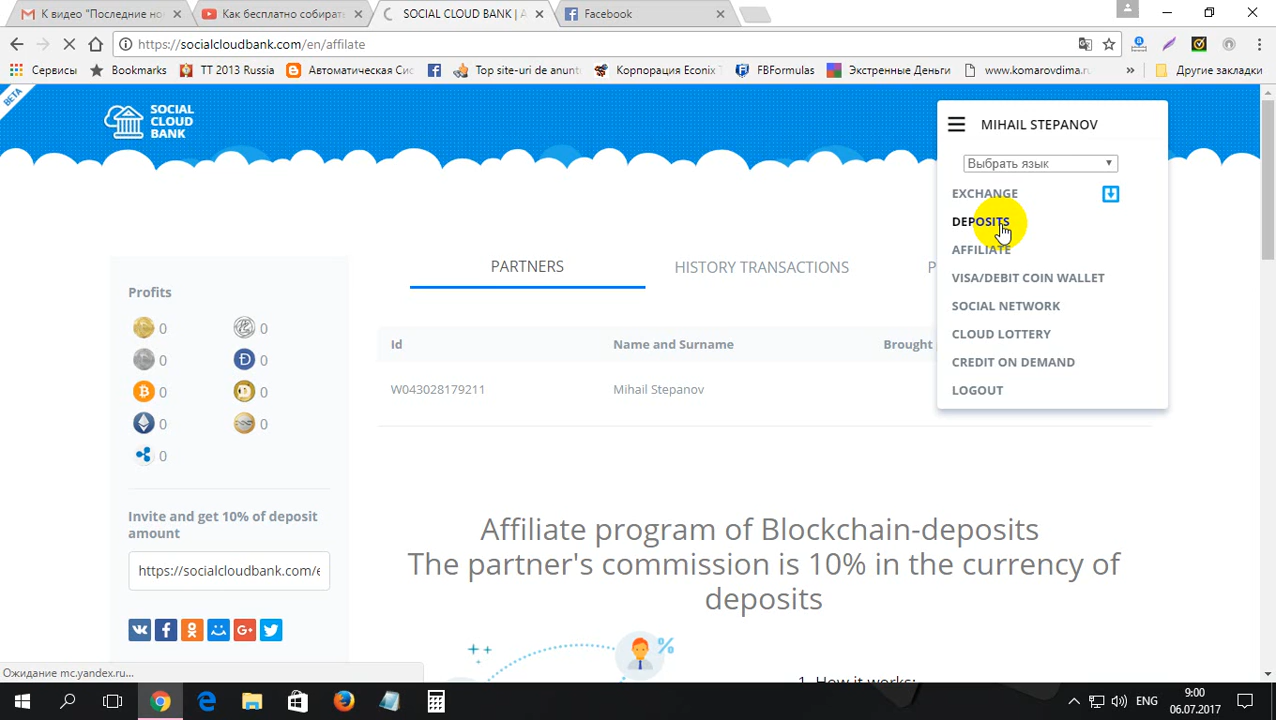 К видео "Последние но
Как бесплатно собират
SOCIAL CLOUD BANK | A
Facebook
https://socialcloudbank.com/en/affilate
Сервисы
Bookmarks
TT 2013 Russia
Автоматическая Сис
Top site-uri de anunt
Корпорация Econix
FBFormulas
Экстренные Деньги
www.komarovdima.ru
Другие закладки
BETA
SOCIAL
CLOUD
BANK
MIHAIL STEPANOV
Выбрать язык
EXCHANGE
DEPOSITS
AFFILIATE
VISA/DEBIT COIN WALLET
SOCIAL NETWORK
CLOUD LOTTERY
CREDIT ON DEMAND
LOGOUT
PARTNERS
HISTORY TRANSACTIONS
P
Profits
0
0
0
0
0
0
0
0
0
Id
Name and Surname
Brought
W043028179211
Mihail Stepanov
Invite and get 10% of deposit
amount
https://socialcloudbank.com/e
Affiliate program of Blockchain-deposits
The partner's commission is 10% in the currency of
deposits
%
1. How it works:
Ожидание mc.yandex.ru...
ENG
9:00
06.07.2017